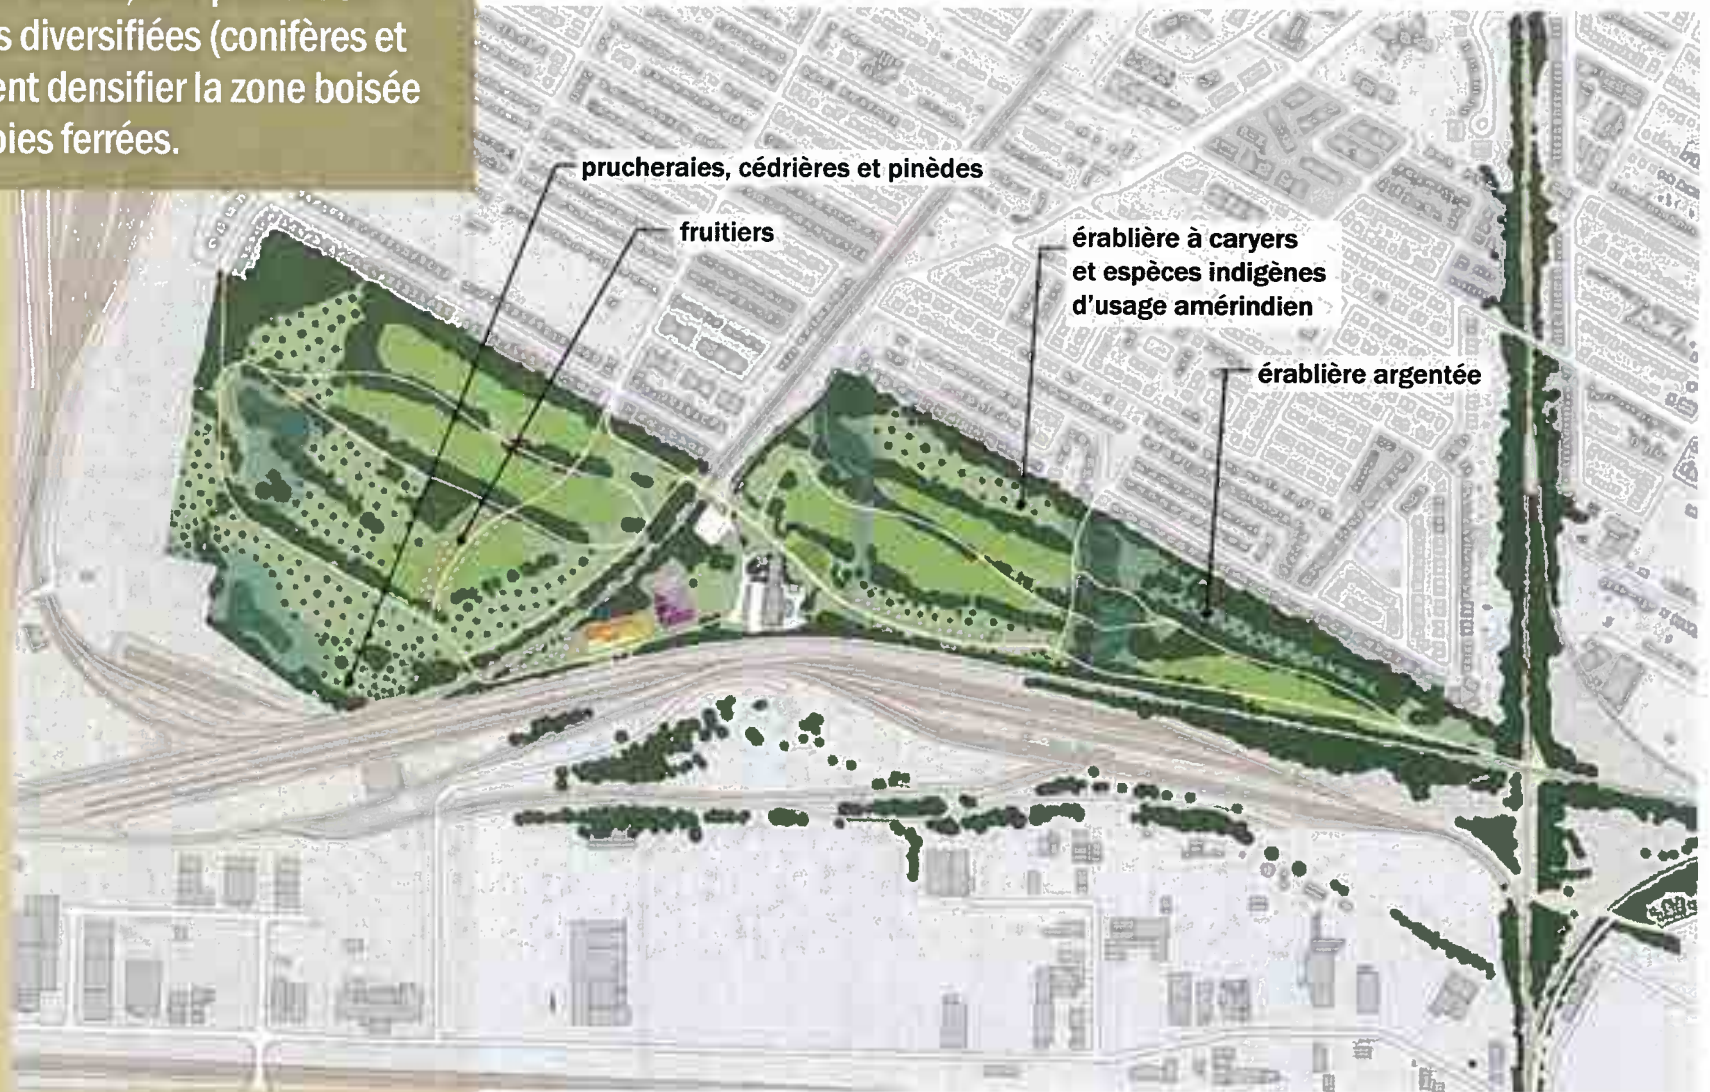 s diversifiées (conifères et
ent densifier la zone boisée
oies ferrées.
prucheraies, cédrières et pinèdes
fruitiers
érablière à caryers
et espèces indigènes
d'usage amérindien
érablière argentée